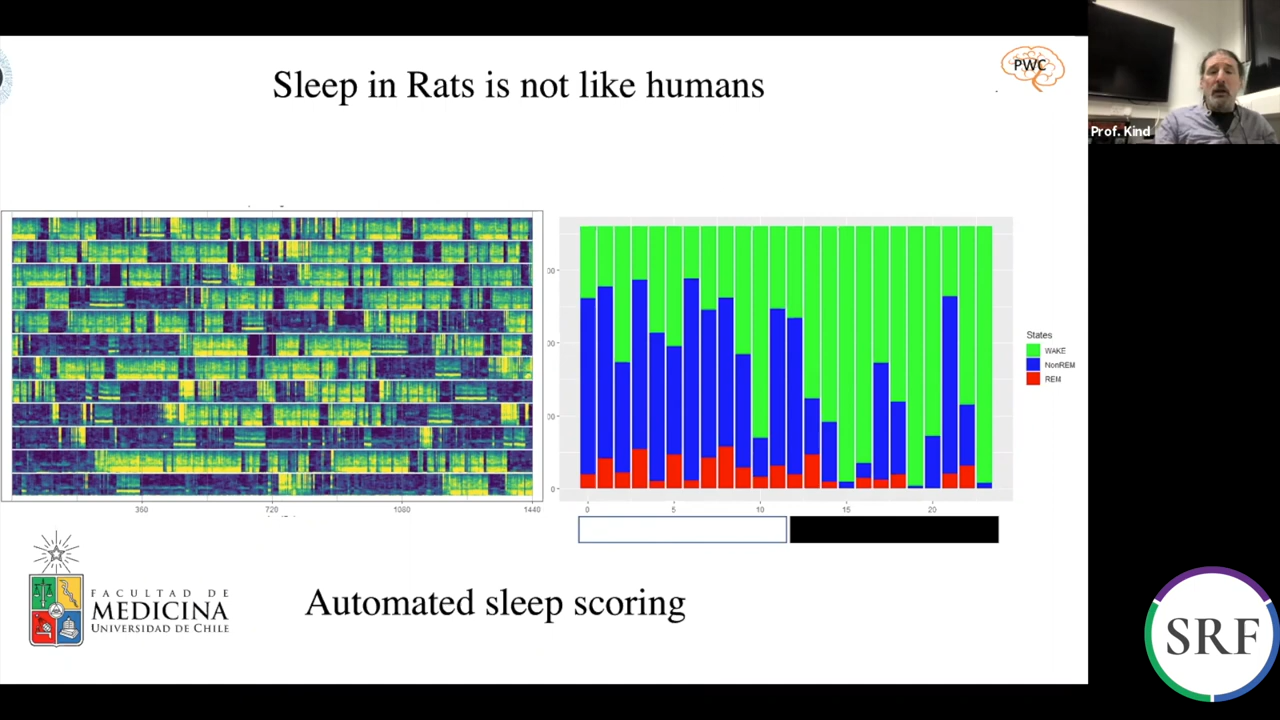 Sleep in Rats is not like humans
PWC
Prof. Kind
360
720
1080
1440
0
0
5
10
15
20
States
WAKE
NonREM
REM
FACULTAD DE
MEDICINA
UNIVERSIDAD DE CHILE
Automated sleep scoring
SRF